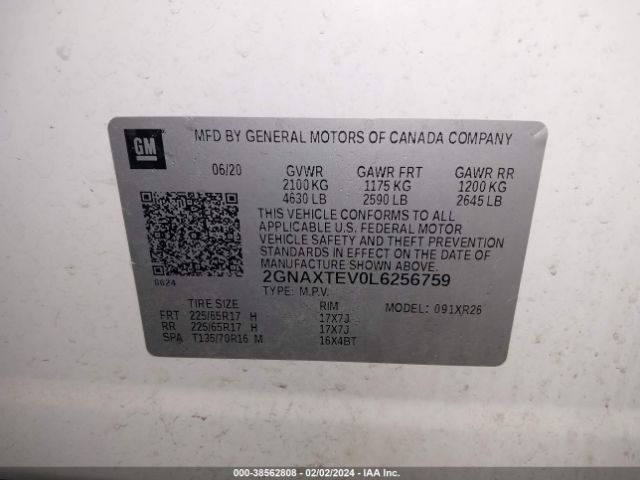 GM
MFD BY GENERAL MOTORS OF CANADA COMPANY
06/20 GVWR GAWR FRT GAWR RR
2100 KG 1175 KG 1200 KG
4630 LB 2590 LB 2645 LB
THIS VEHICLE CONFORMS TO ALL
APPLICABLE U.S. FEDERAL MOTOR
VEHICLE SAFETY AND THEFT PREVENTION
STANDARDS IN EFFECT ON THE DATE OF
MANUFACTURE SHOWN ABOVE.
2GNAXTEV0L6256759
0624
TYPE: M.P.V. MODEL: 091XR26
TIRE SIZE RIM
FRT 225/65R17 H 17X7J
RR 225/65R17 H 17X7J
SPA T135/70R16 M 16X4BT
000-38562808 - 02/02/2024 - IAA Inc.